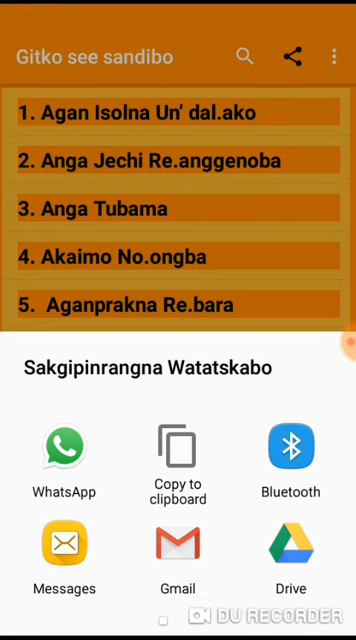 Gitko see sandibo
1. Agan Isolna Un’ dal.ako
2. Anga Jechi Re.anggenoba
3. Anga Tubama
4. Akaimo No.ongba
5. Aganprakna Re.bara
Sakgipinrangna Watatskabo
WhatsApp
Copy to
clipboard
Bluetooth
Messages
Gmail
Drive
DU RECORDER